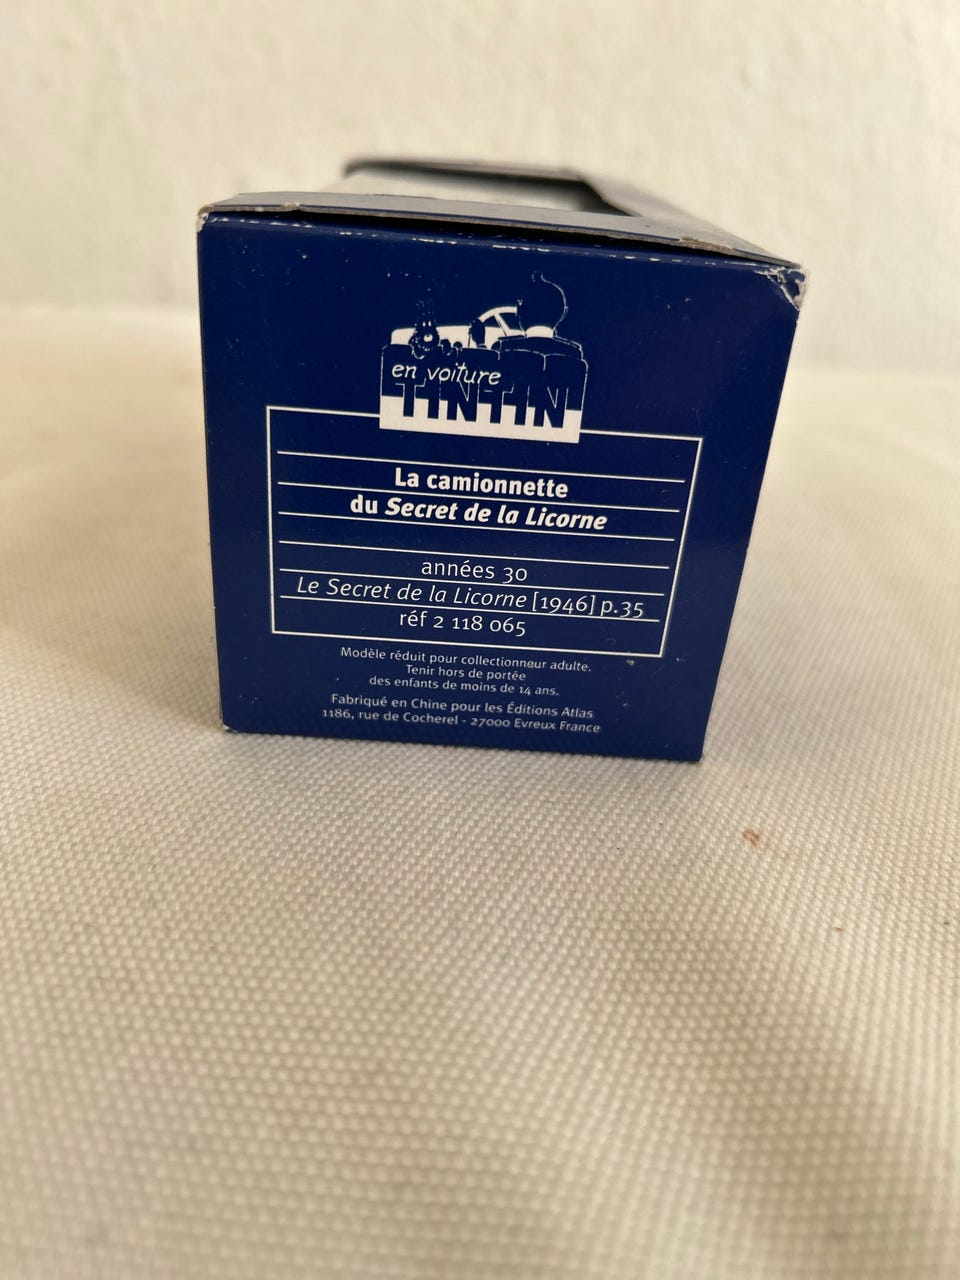 en voiture
TINTIN
La camionnette
du Secret de la Licorne
années 30
Le Secret de la Licorne [1946] p.35
réf 2 118 065
Modèle réduit pour collectionneur adulte.
Tenir hors de portée
des enfants de moins de 14 ans.
Fabriqué en Chine pour les Éditions Atlas
1186, rue de Cocherel - 27000 Evreux France